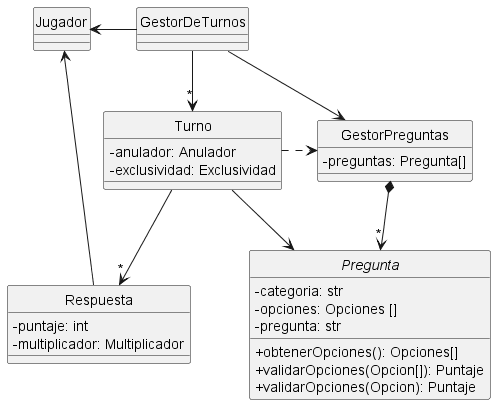 Jugador
GestorDeTurnos
*
Turno
-anulador: Anulador
-exclusividad: Exclusividad
GestorPreguntas
-preguntas: Pregunta[]
*
*
Pregunta
-categoria: str
-opciones: Opciones []
-pregunta: str
+obtenerOpciones(): Opciones[]
+validarOpciones(Opcion[]): Puntaje
+validarOpciones(Opcion): Puntaje
Respuesta
-puntaje: int
-multiplicador: Multiplicador